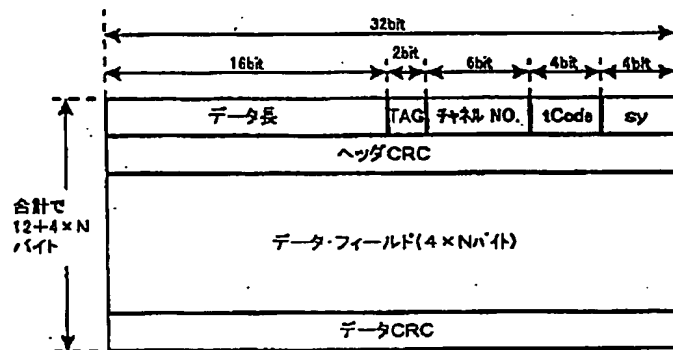 32bit
16bit 2bit 6bit 4bit 4bit
データ長 TAG チャネル NO. tCode sy
ヘッダCRC
合計で
12+4×N
バイト
データ・フィールド(4×Nバイト)
データCRC